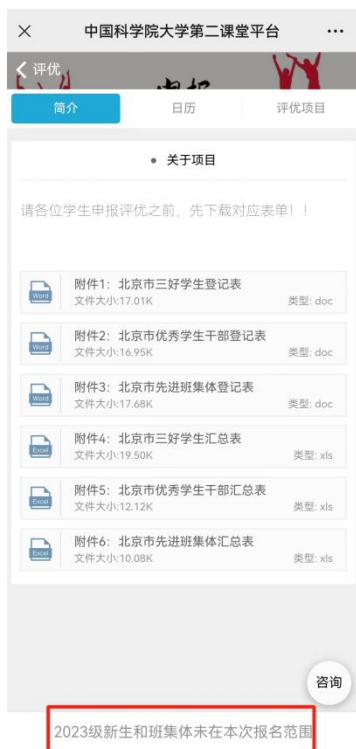 中国科学院大学第二课堂平台
评优
申报
简介
日历
评优项目
关于项目
请各位学生申报评优之前，先下载对应表单！！
Word
附件1：北京市三好学生登记表
文件大小:17.01K
类型: doc
Word
附件2：北京市优秀学生干部登记表
文件大小:16.95K
类型: doc
Word
附件3：北京市先进班集体登记表
文件大小:17.68K
类型: doc
Excel
附件4：北京市三好学生汇总表
文件大小:19.50K
类型: xls
Excel
附件5：北京市优秀学生干部汇总表
文件大小:12.12K
类型: xls
Excel
附件6：北京市先进班集体汇总表
文件大小:10.08K
类型: xls
咨询
2023级新生和班集体未在本次报名范围